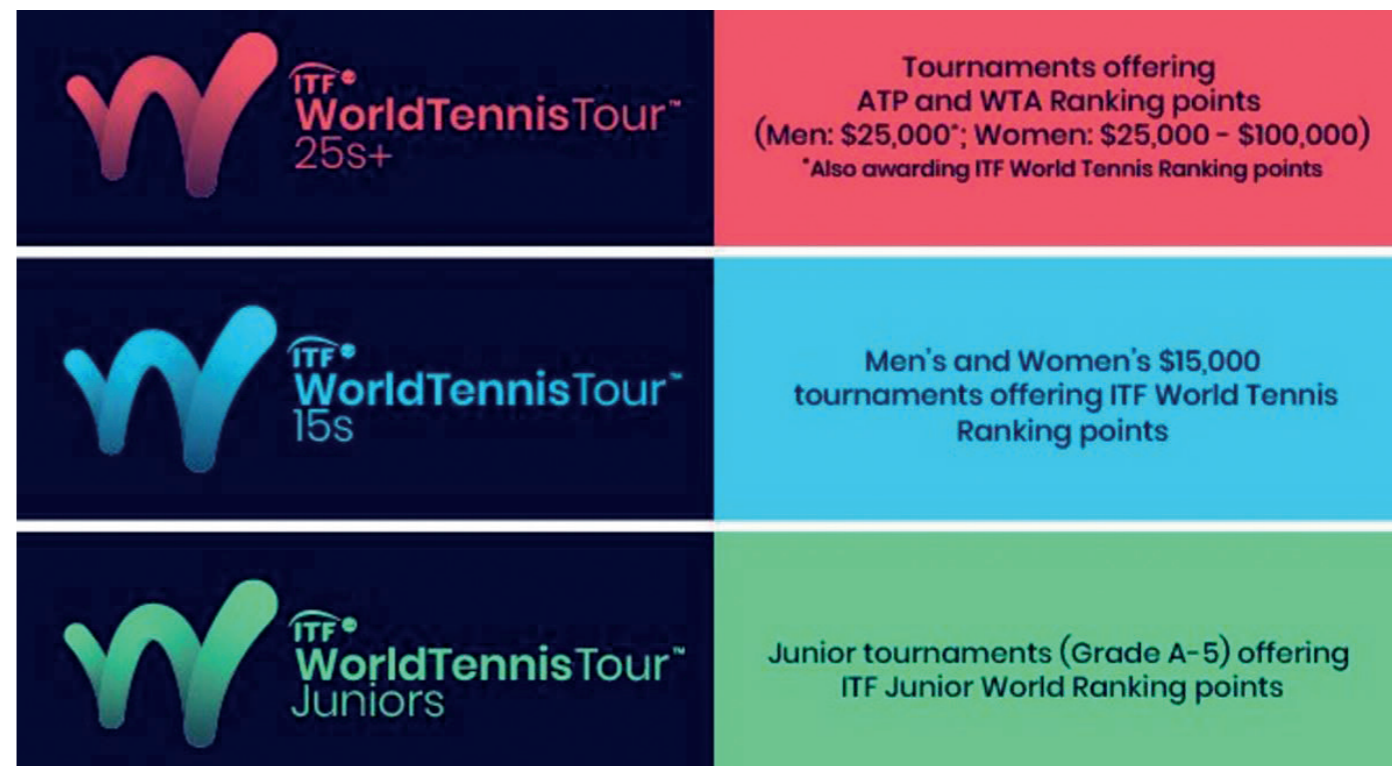 ITF
WorldTennisTour™
25s+
Tournaments offering
ATP and WTA Ranking points
(Men: $25,000*; Women: $25,000 - $100,000)
*Also awarding ITF World Tennis Ranking points
ITF
WorldTennisTour™
15s
Men's and Women's $15,000
tournaments offering ITF World Tennis
Ranking points
ITF
WorldTennisTour™
Juniors
Junior tournaments (Grade A-5) offering
ITF Junior World Ranking points